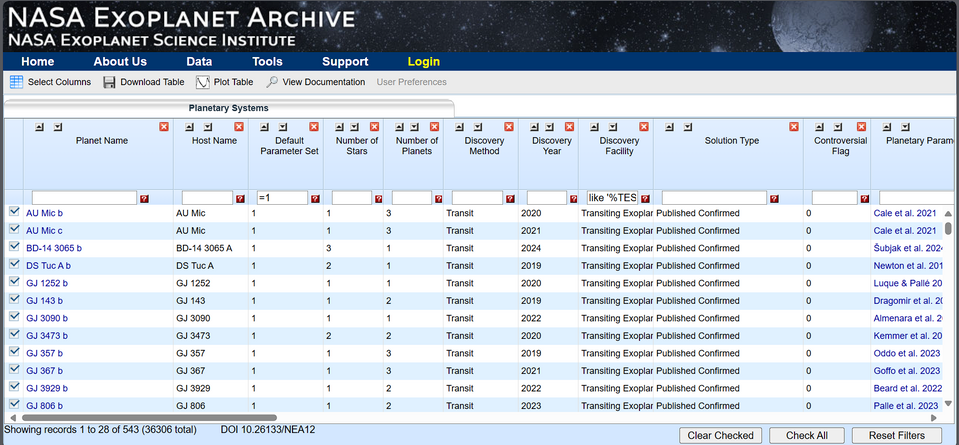 NASA EXOPLANET ARCHIVE
NASA EXOPLANET SCIENCE INSTITUTE
Home About Us Data Tools Support Login
Select Columns Download Table Plot Table View Documentation User Preferences
Planetary Systems
Planet Name Host Name Default Parameter Set Number of Stars Number of Planets Discovery Method Discovery Year Discovery Facility Solution Type Controversial Flag Planetary Param
? ? =1 ? ? ? ? ? like '%TES ? ? ?
AU Mic b AU Mic 1 1 3 Transit 2020 Transiting Exoplar Published Confirmed 0 Cale et al. 2021
AU Mic c AU Mic 1 1 3 Transit 2021 Transiting Exoplar Published Confirmed 0 Cale et al. 2021
BD-14 3065 b BD-14 3065 A 1 3 1 Transit 2024 Transiting Exoplar Published Confirmed 0 Šubjak et al. 2024
DS Tuc A b DS Tuc A 1 2 1 Transit 2019 Transiting Exoplar Published Confirmed 0 Newton et al. 201
GJ 1252 b GJ 1252 1 1 1 Transit 2020 Transiting Exoplar Published Confirmed 0 Luque & Pallé 20
GJ 143 b GJ 143 1 1 2 Transit 2019 Transiting Exoplar Published Confirmed 0 Dragomir et al. 20
GJ 3090 b GJ 3090 1 1 1 Transit 2022 Transiting Exoplar Published Confirmed 0 Almenara et al. 2
GJ 3473 b GJ 3473 1 2 2 Transit 2020 Transiting Exoplar Published Confirmed 0 Kemmer et al. 20
GJ 357 b GJ 357 1 1 3 Transit 2019 Transiting Exoplar Published Confirmed 0 Oddo et al. 2023
GJ 367 b GJ 367 1 1 3 Transit 2021 Transiting Exoplar Published Confirmed 0 Goffo et al. 2023
GJ 3929 b GJ 3929 1 1 2 Transit 2022 Transiting Exoplar Published Confirmed 0 Beard et al. 2022
GJ 806 b GJ 806 1 1 2 Transit 2023 Transiting Exoplar Published Confirmed 0 Palle et al. 2023
Showing records 1 to 28 of 543 (36306 total) DOI 10.26133/NEA12
Clear Checked Check All Reset Filters